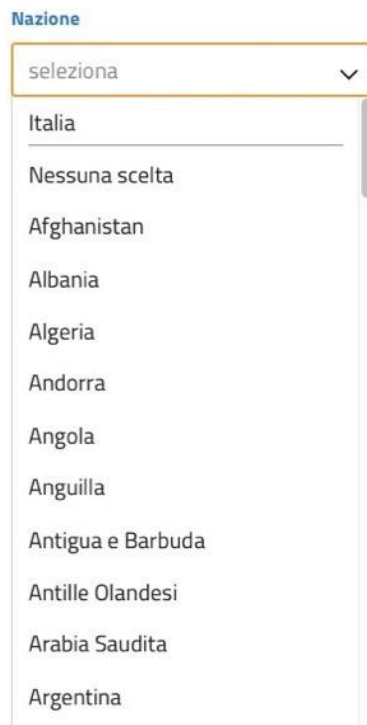 Nazione
seleziona
Italia
Nessuna scelta
Afghanistan
Albania
Algeria
Andorra
Angola
Anguilla
Antigua e Barbuda
Antille Olandesi
Arabia Saudita
Argentina